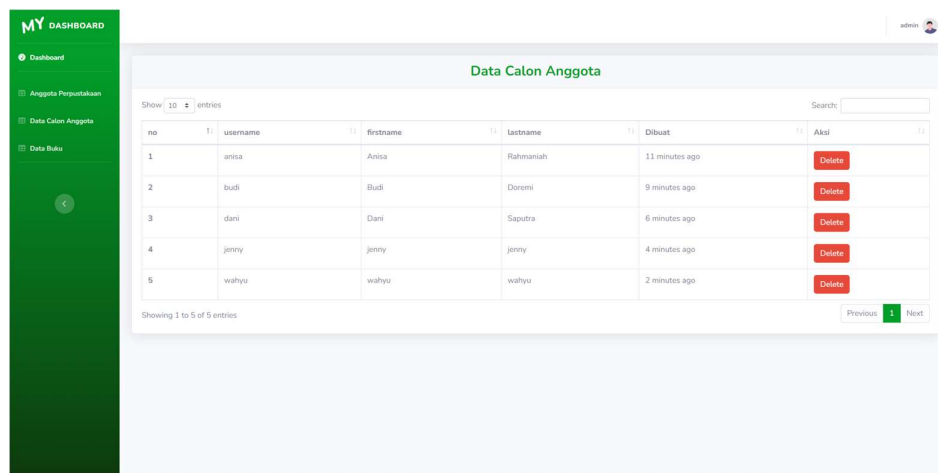 MY DASHBOARD
admin
Dashboard
Anggota Perpustakaan
Data Calon Anggota
Data Buku
Data Calon Anggota
Show 10 entries
Search:
no username firstname lastname Dibuat Aksi
1 anisa Anisa Rahmaniah 11 minutes ago Delete
2 budi Budi Doremi 9 minutes ago Delete
3 dani Dani Saputra 6 minutes ago Delete
4 jenny jenny jenny 4 minutes ago Delete
5 wahyu wahyu wahyu 2 minutes ago Delete
Showing 1 to 5 of 5 entries
Previous 1 Next